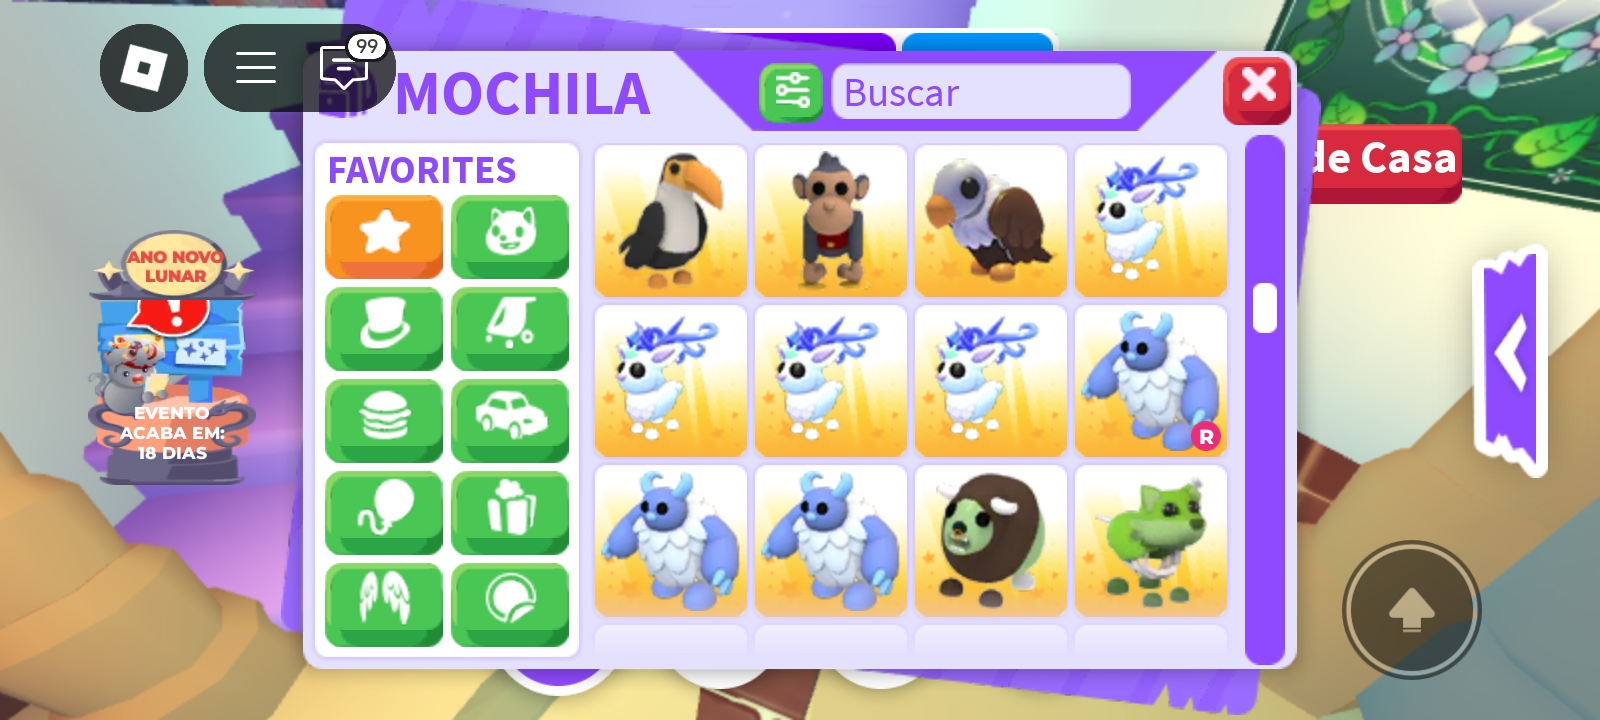 99
MOCHILA
Buscar
FAVORITES
de Casa
ANO NOVO
LUNAR
!
EVENTO
ACABA EM:
18 DIAS
R